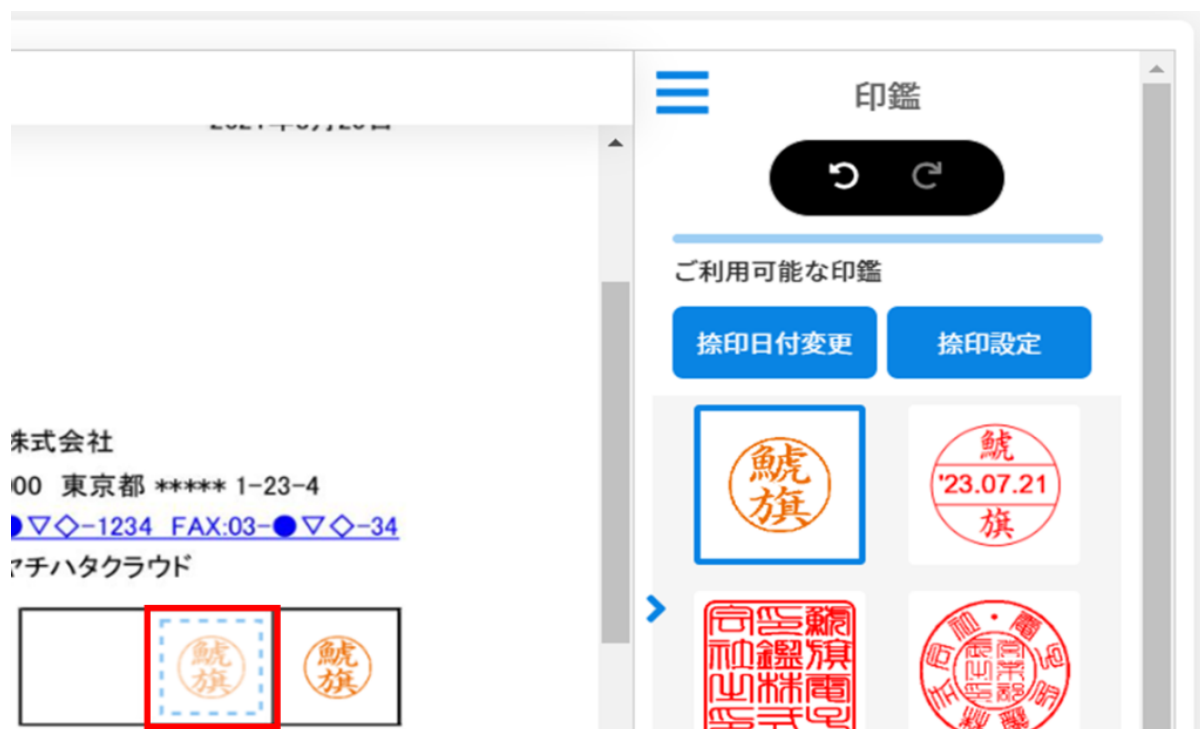 印鑑
ご利用可能な印鑑
捺印日付変更
捺印設定
株式会社
000 東京都 ***** 1-23-4
●▽◇-1234 FAX:03-●▽◇-34
ヤチハタクラウド
鯱旗
鯱旗
鯱旗
鯱
'23.07.21
旗